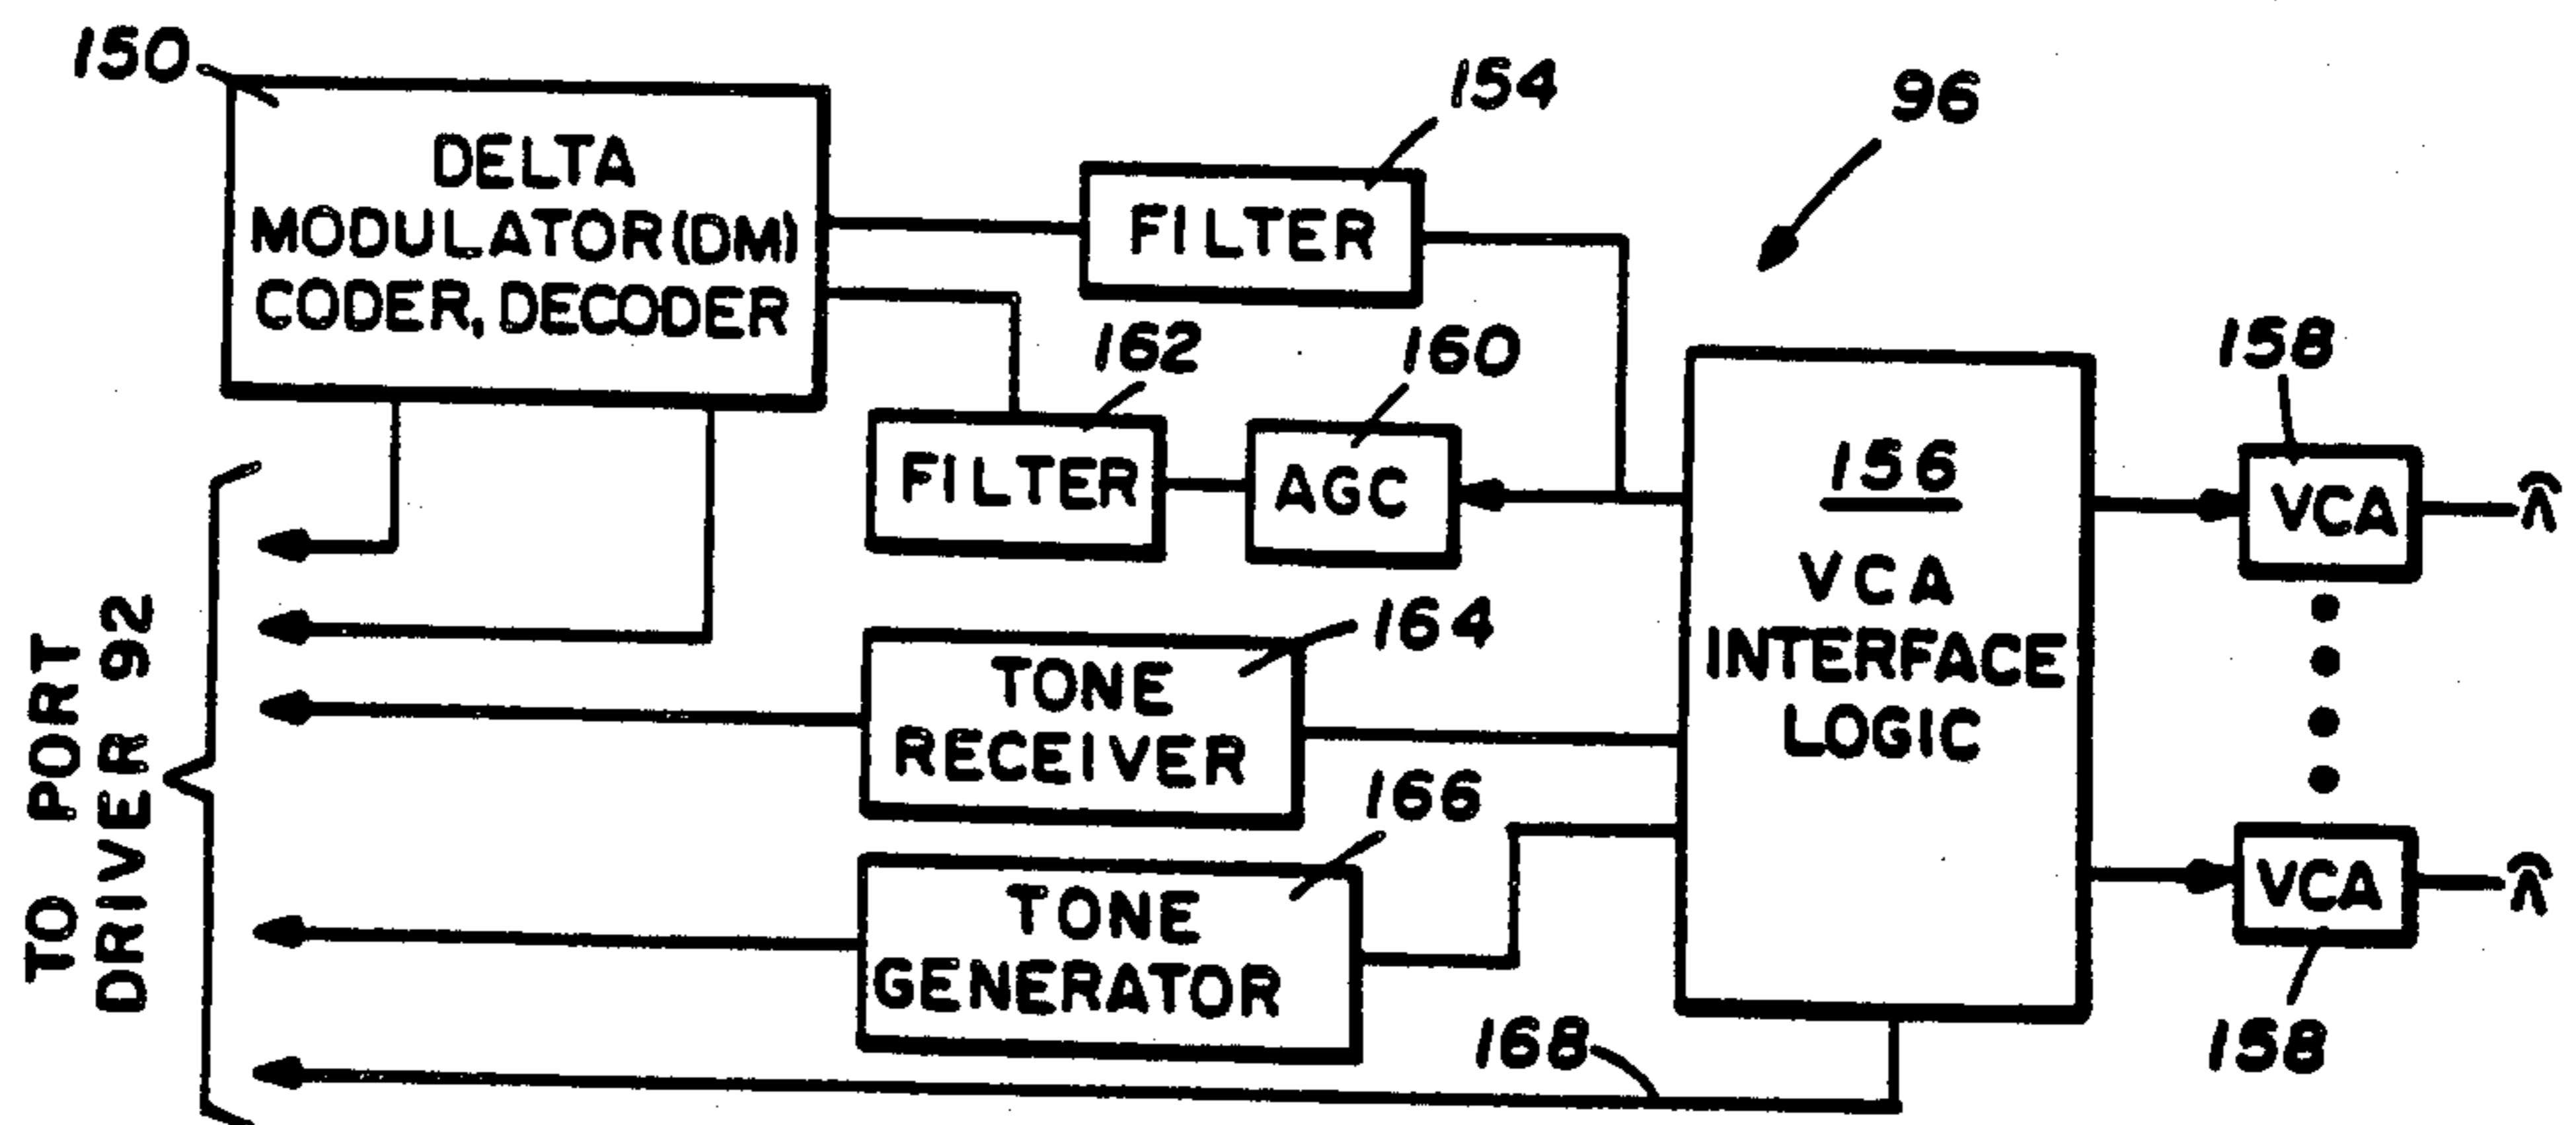 150
DELTA
MODULATOR(DM)
CODER, DECODER
154
FILTER
96
162
FILTER
160
AGC
156
VCA
INTERFACE
LOGIC
158
VCA
164
TONE
RECEIVER
166
TONE
GENERATOR
VCA
158
168
TO PORT
DRIVER 92